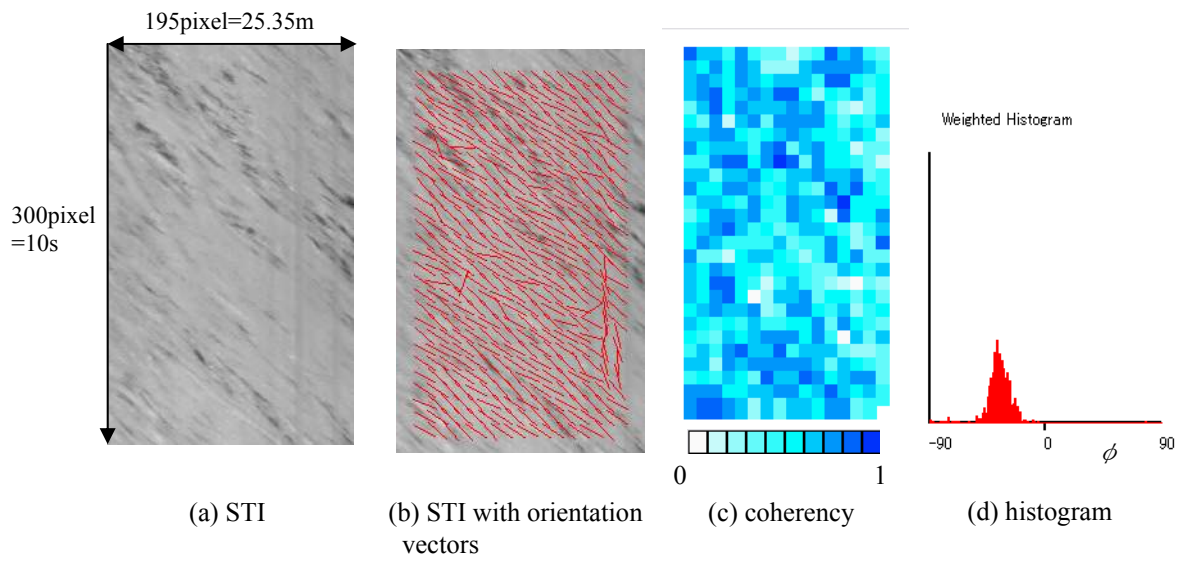 195pixel=25.35m
300pixel
=10s
Weighted Histogram
0
1
-90
0
90
ϕ
(a) STI
(b) STI with orientation
vectors
(c) coherency
(d) histogram